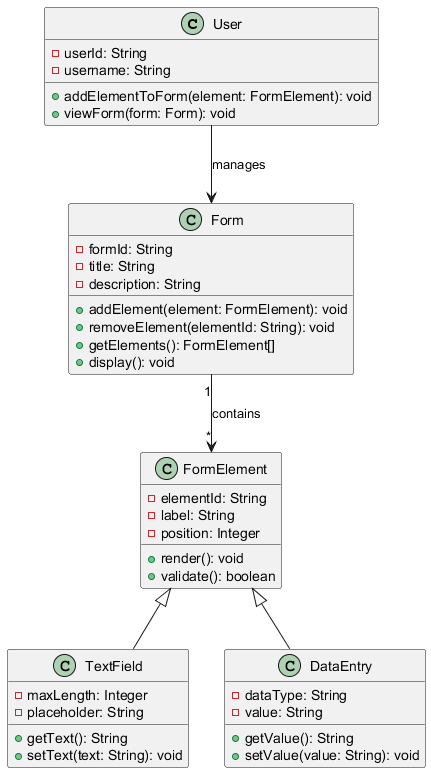 C User
userId: String
username: String
addElementToForm(element: FormElement): void
viewForm(form: Form): void
manages
C Form
formId: String
title: String
description: String
addElement(element: FormElement): void
removeElement(elementId: String): void
getElements(): FormElement[]
display(): void
1
contains
*
C FormElement
elementId: String
label: String
position: Integer
render(): void
validate(): boolean
C TextField
maxLength: Integer
placeholder: String
getText(): String
setText(text: String): void
C DataEntry
dataType: String
value: String
getValue(): String
setValue(value: String): void